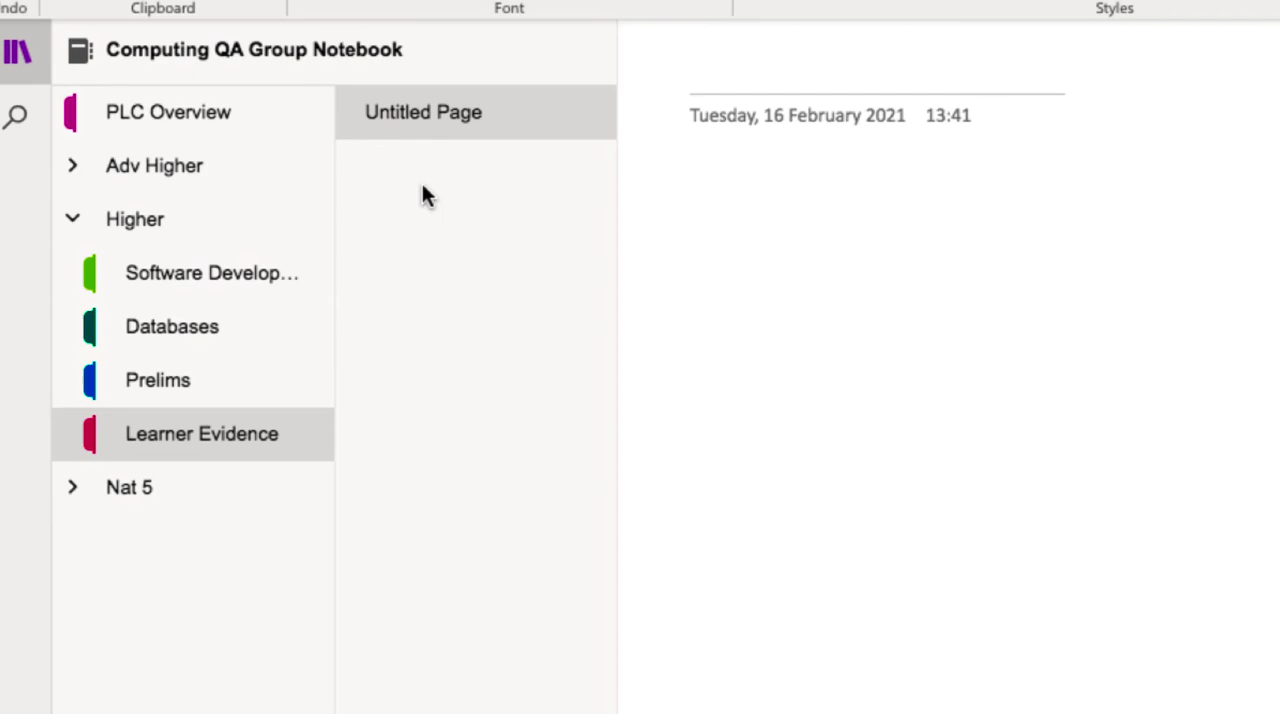 ndo Clipboard Font Styles
Computing QA Group Notebook
PLC Overview
Adv Higher
Higher
Software Develop...
Databases
Prelims
Learner Evidence
Nat 5
Untitled Page
Tuesday, 16 February 2021 13:41